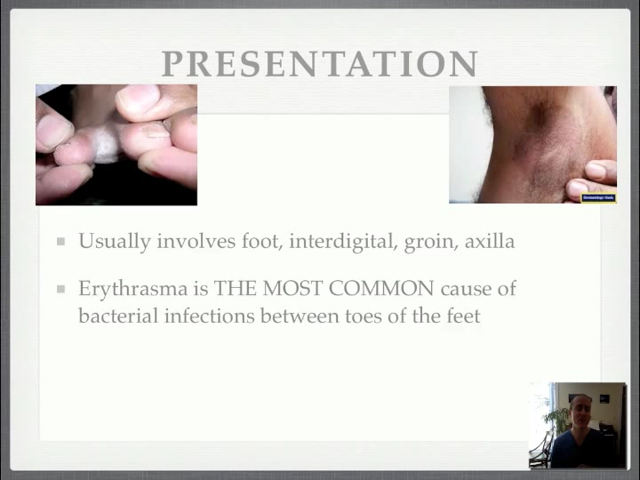 PRESENTATION
Usually involves foot, interdigital, groin, axilla
Erythrasma is THE MOST COMMON cause of
bacterial infections between toes of the feet